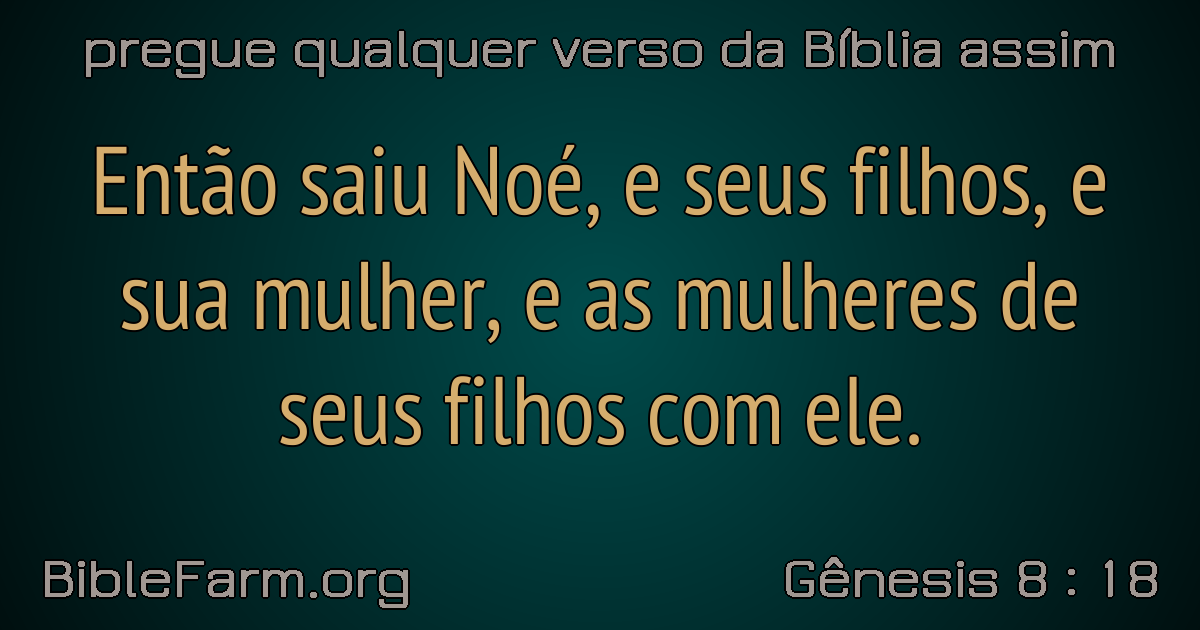 pregue qualquer verso da Bíblia assim
Então saiu Noé, e seus filhos, e
sua mulher, e as mulheres de
seus filhos com ele.
BibleFarm.org
Gênesis 8 : 18